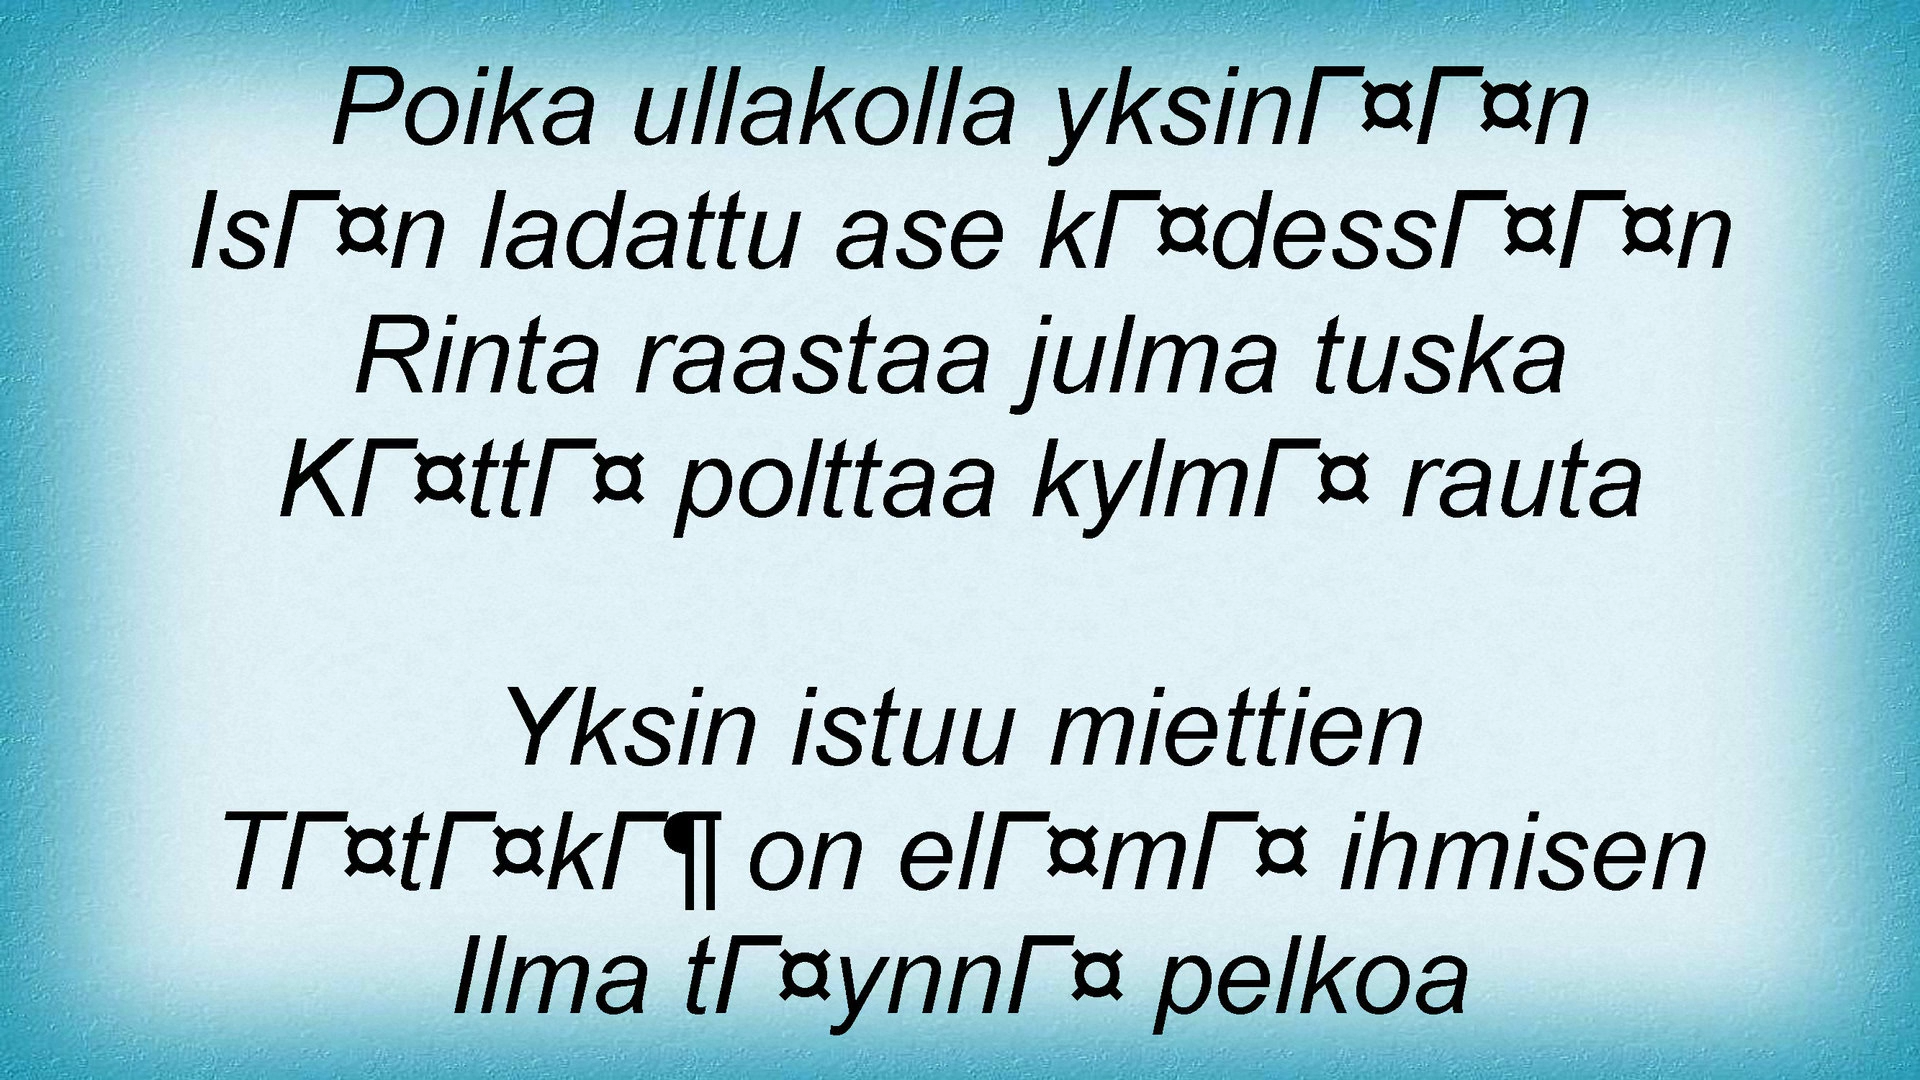 Poika ullakolla yksinΓ¤Γ¤n
IsΓ¤n ladattu ase kΓ¤dessΓ¤Γ¤n
Rinta raastaa julma tuska
KΓ¤ttΓ¤ polttaa kylmΓ¤ rauta
Yksin istuu miettien
TΓ¤tΓ¤kΓ¶ on elΓ¤mΓ¤ ihmisen
Ilma tΓ¤ynnΓ¤ pelkoa